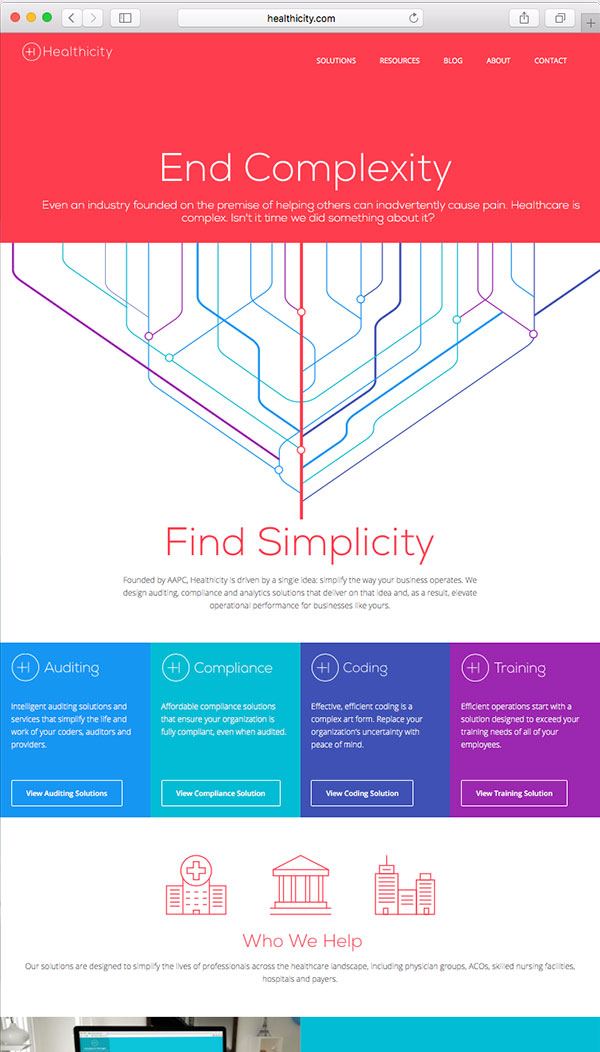 healthicity.com
Healthicity
SOLUTIONS RESOURCES BLOG ABOUT CONTACT
End Complexity
Even an industry founded on the premise of helping others can inadvertently cause pain. Healthcare is
complex. Isn't it time we did something about it?
Find Simplicity
Founded by AAPC, Healthicity is driven by a single idea: simplify the way your business operates. We
design auditing, compliance and analytics solutions that deliver on that idea and, as a result, elevate
operational performance for businesses like yours.
Auditing
Intelligent auditing solutions and
services that simplify the life and
work of your coders, auditors and
providers.
View Auditing Solutions
Compliance
Affordable compliance solutions
that ensure your organization is
fully compliant, even when audited.
View Compliance Solution
Coding
Effective, efficient coding is a
complex art form. Replace your
organization's uncertainty with
peace of mind.
View Coding Solution
Training
Efficient operations start with a
solution designed to exceed your
training needs of all of your
employees.
View Training Solution
Who We Help
Our solutions are designed to simplify the lives of professionals across the healthcare landscape, including physician groups, ACOs, skilled nursing facilities,
hospitals and payers.